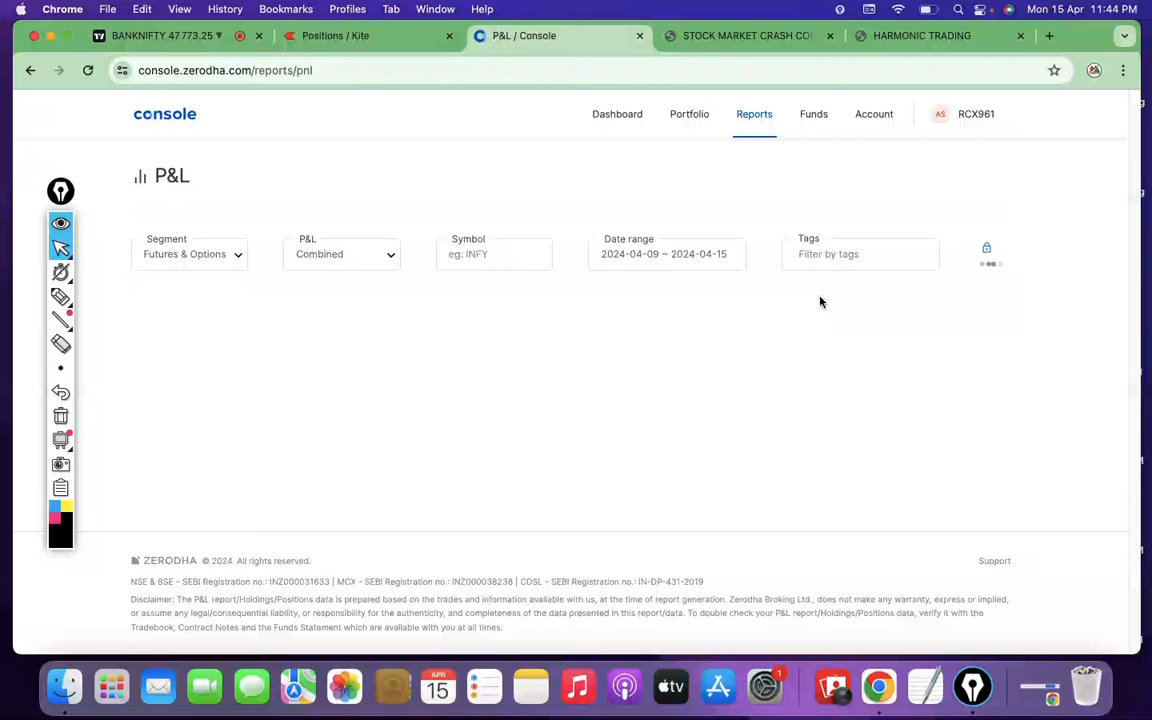 Chrome File Edit View History Bookmarks Profiles Tab Window Help Mon 15 Apr 11:44 PM
BANKNIFTY 47 773.25 ▼ Positions / Kite P&L / Console STOCK MARKET CRASH CO HARMONIC TRADING
console.zerodha.com/reports/pnl
console Dashboard Portfolio Reports Funds Account AS RCX961
P&L
Segment P&L Symbol Date range Tags
Futures & Options Combined eg: INFY 2024-04-09 ~ 2024-04-15 Filter by tags
ZERODHA © 2024. All rights reserved. Support
NSE & BSE – SEBI Registration no.: INZ000031633 | MCX - SEBI Registration no.: INZ000038238 | CDSL - SEBI Registration no.: IN-DP-431-2019
Disclaimer: The P&L report/Holdings/Positions data is prepared based on the trades and information available with us, at the time of report generation. Zerodha Broking Ltd., does not make any warranty, express or implied,
or assume any legal/consequential liability, or responsibility for the authenticity, and completeness of the data presented in this report/data. To double check your P&L report/Holdings/Positions data, verify it with the
Tradebook, Contract Notes and the Funds Statement which are available with you at all times.
APR
15
tv
1